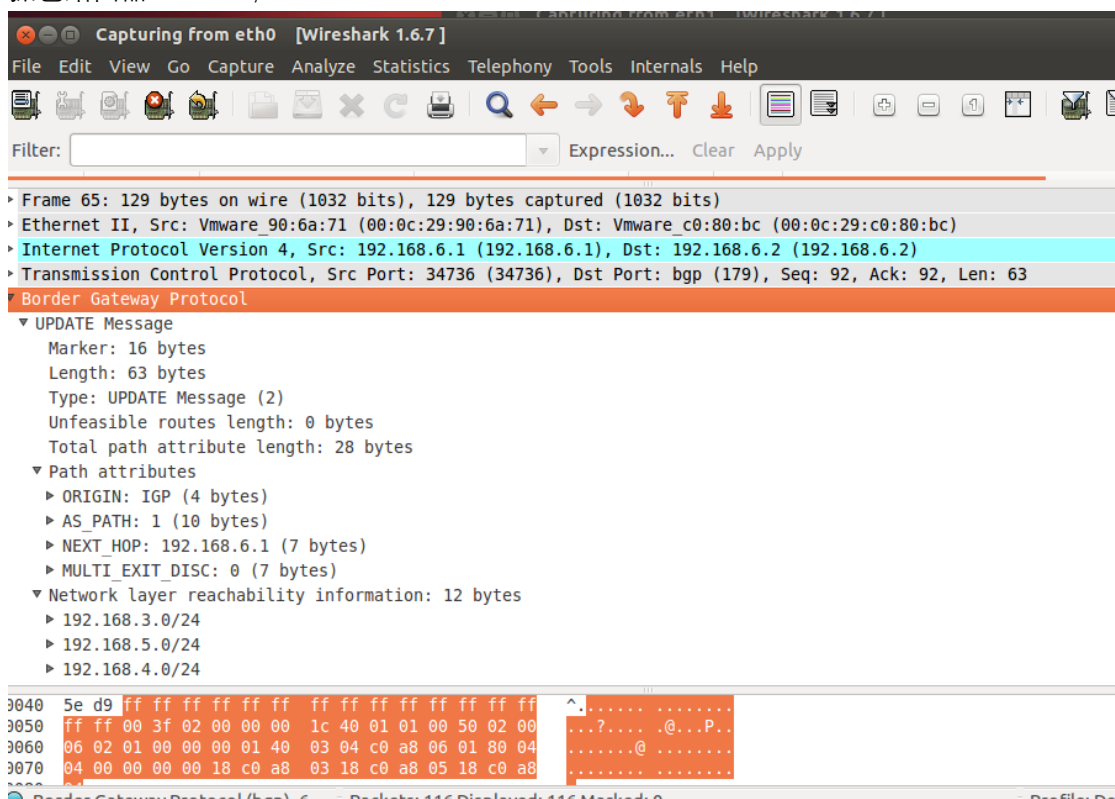 Capturing from eth0 [Wireshark 1.6.7 ]
File Edit View Go Capture Analyze Statistics Telephony Tools Internals Help
Filter: Expression... Clear Apply
Frame 65: 129 bytes on wire (1032 bits), 129 bytes captured (1032 bits)
Ethernet II, Src: Vmware_90:6a:71 (00:0c:29:90:6a:71), Dst: Vmware_c0:80:bc (00:0c:29:c0:80:bc)
Internet Protocol Version 4, Src: 192.168.6.1 (192.168.6.1), Dst: 192.168.6.2 (192.168.6.2)
Transmission Control Protocol, Src Port: 34736 (34736), Dst Port: bgp (179), Seq: 92, Ack: 92, Len: 63
Border Gateway Protocol
UPDATE Message
Marker: 16 bytes
Length: 63 bytes
Type: UPDATE Message (2)
Unfeasible routes length: 0 bytes
Total path attribute length: 28 bytes
Path attributes
ORIGIN: IGP (4 bytes)
AS_PATH: 1 (10 bytes)
NEXT_HOP: 192.168.6.1 (7 bytes)
MULTI_EXIT_DISC: 0 (7 bytes)
Network layer reachability information: 12 bytes
192.168.3.0/24
192.168.5.0/24
192.168.4.0/24
0040 5e d9 ff ff ff ff ff ff ff ff ff ff ff ff ff ff ^....... ........
0050 ff ff 00 3f 02 00 00 00 1c 40 01 01 00 50 02 00 ...?.... .@...P..
0060 06 02 01 00 00 00 01 40 03 04 c0 a8 06 01 80 04 .......@ ........
0070 04 00 00 00 00 18 c0 a8 03 18 c0 a8 05 18 c0 a8 ........ ........